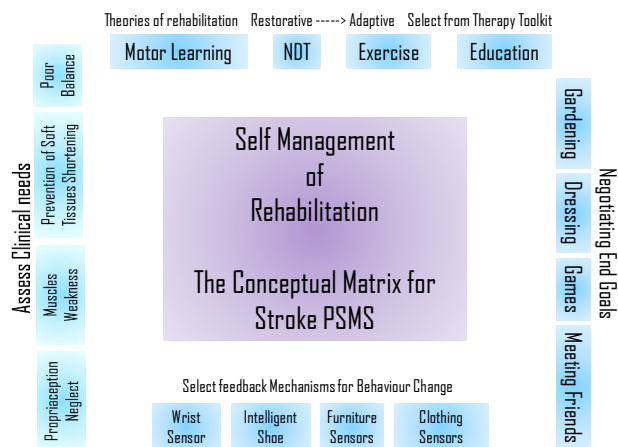 Theories of rehabilitation Restorative -----> Adaptive Select from Therapy Toolkit
Motor Learning NDT Exercise Education
Assess Clinical needs
Poor
Balance
Prevention of Soft
Tissues Shortening
Muscles
Weakness
Propriaception
Neglect
Self Management
of
Rehabilitation
The Conceptual Matrix for
Stroke PSMS
Gardening
Dressing
Games
Meeting Friends
Negotiating End Goals
Select feedback Mechanisms for Behaviour Change
Wrist
Sensor
Intelligent
Shoe
Furniture
Sensors
Clothing
Sensors